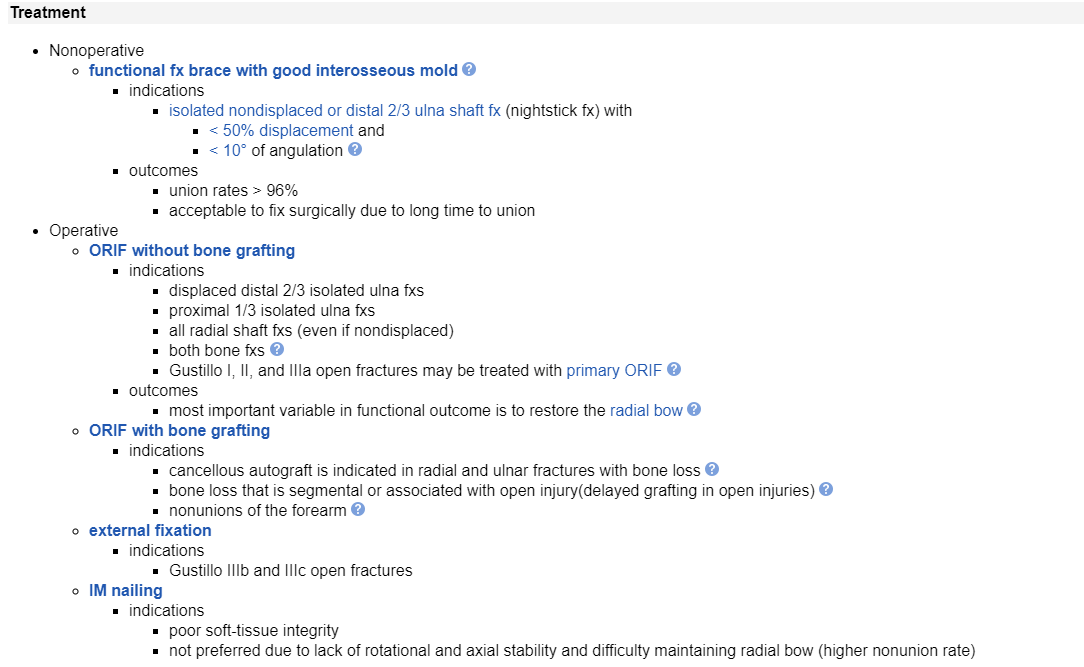 Treatment
Nonoperative
functional fx brace with good interosseous mold
indications
isolated nondisplaced or distal 2/3 ulna shaft fx (nightstick fx) with
< 50% displacement and
< 10° of angulation
outcomes
union rates > 96%
acceptable to fix surgically due to long time to union
Operative
ORIF without bone grafting
indications
displaced distal 2/3 isolated ulna fxs
proximal 1/3 isolated ulna fxs
all radial shaft fxs (even if nondisplaced)
both bone fxs
Gustillo I, II, and IIIa open fractures may be treated with primary ORIF
outcomes
most important variable in functional outcome is to restore the radial bow
ORIF with bone grafting
indications
cancellous autograft is indicated in radial and ulnar fractures with bone loss
bone loss that is segmental or associated with open injury(delayed grafting in open injuries)
nonunions of the forearm
external fixation
indications
Gustillo IIIb and IIIc open fractures
IM nailing
indications
poor soft-tissue integrity
not preferred due to lack of rotational and axial stability and difficulty maintaining radial bow (higher nonunion rate)